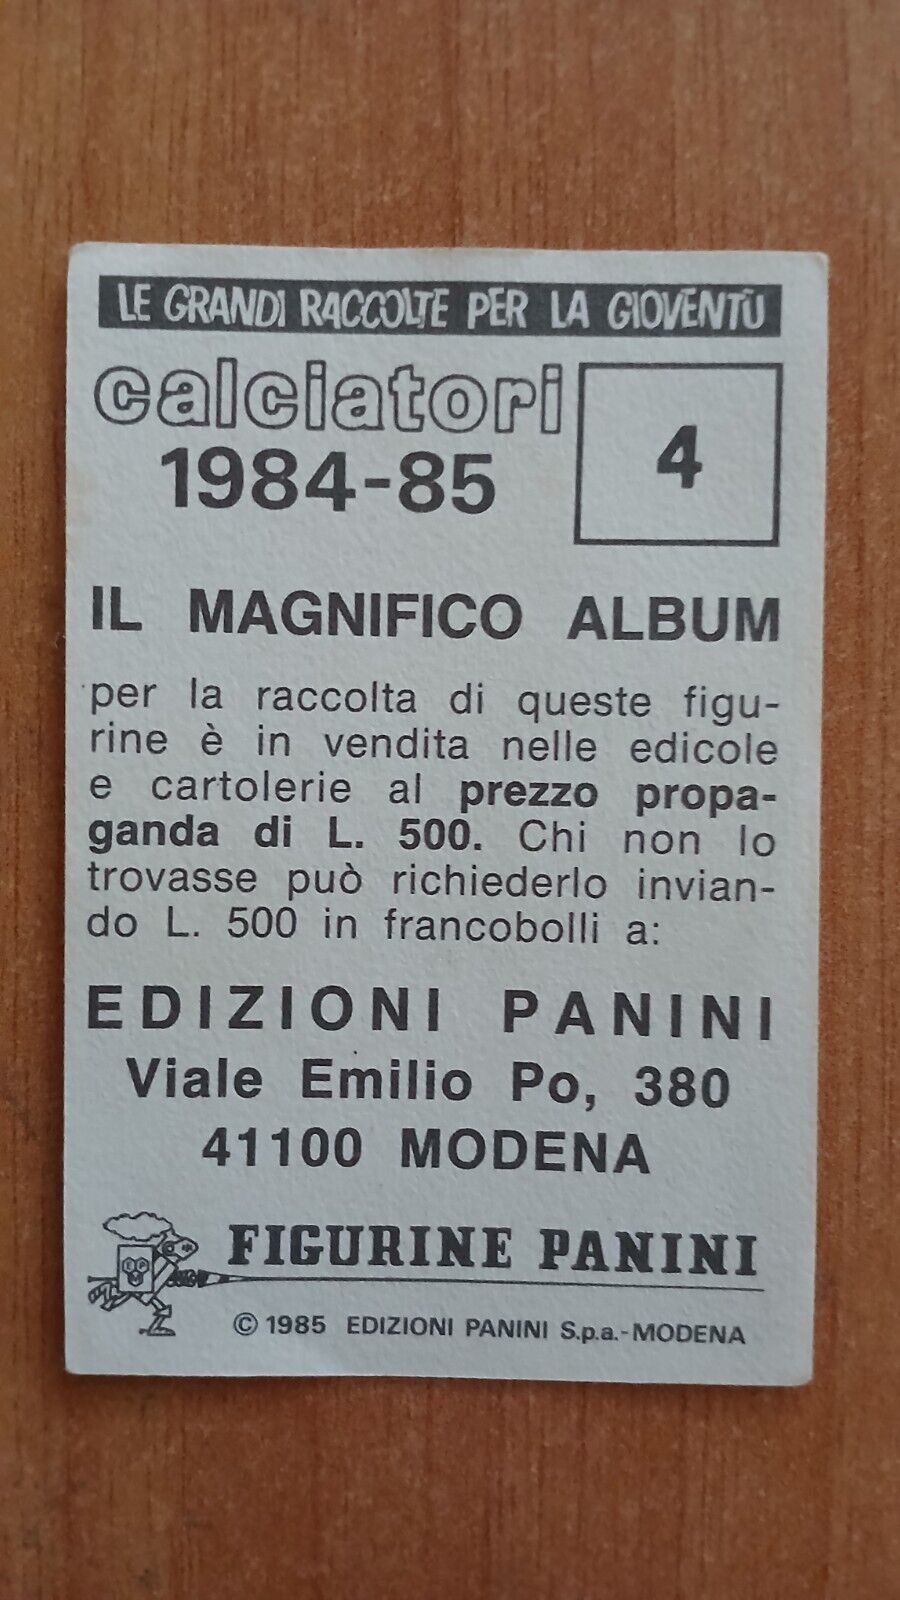 LE GRANDI RACCOLTE PER LA GIOVENTÙ
calciatori
1984-85
4
IL MAGNIFICO ALBUM
per la raccolta di queste figu-
rine è in vendita nelle edicole
e cartolerie al prezzo propa-
ganda di L. 500. Chi non lo
trovasse può richiederlo invian-
do L. 500 in francobolli a:
EDIZIONI PANINI
Viale Emilio Po, 380
41100 MODENA
FIGURINE PANINI
© 1985 EDIZIONI PANINI S.p.a.-MODENA